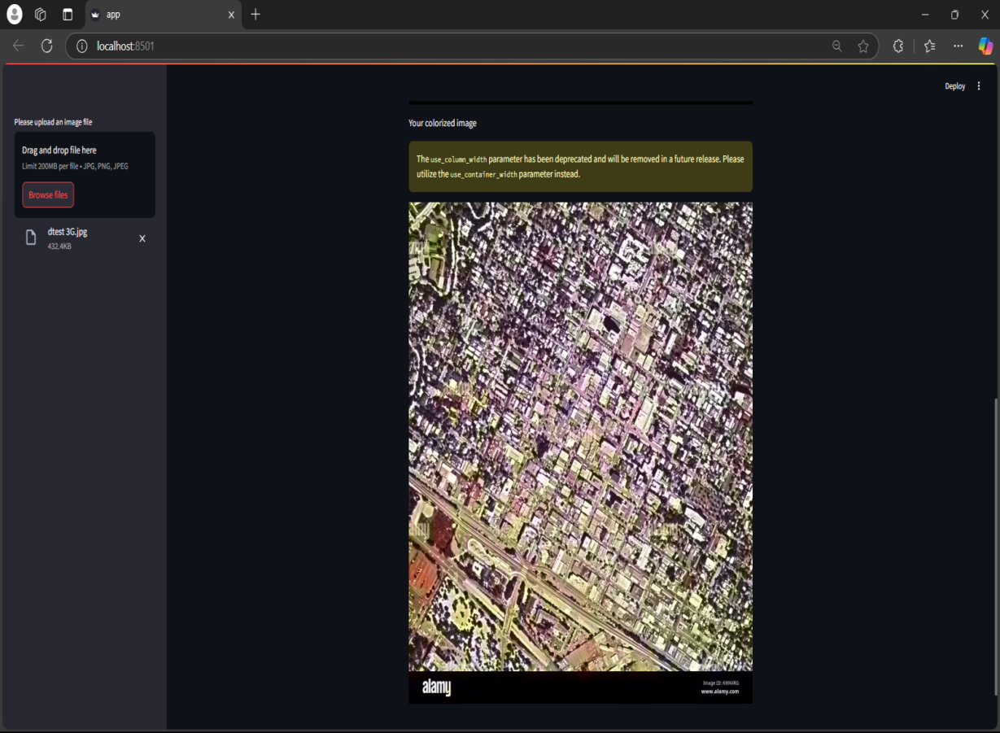 app
localhost:8501
Deploy
Please upload an image file
Drag and drop file here
Limit 200MB per file • JPG, PNG, JPEG
Browse files
dtest 3G.jpg
432.4KB
Your colorized image
The use_column_width parameter has been deprecated and will be removed in a future release. Please
utilize the use_container_width parameter instead.
alamy
Image ID:
www.alamy.com